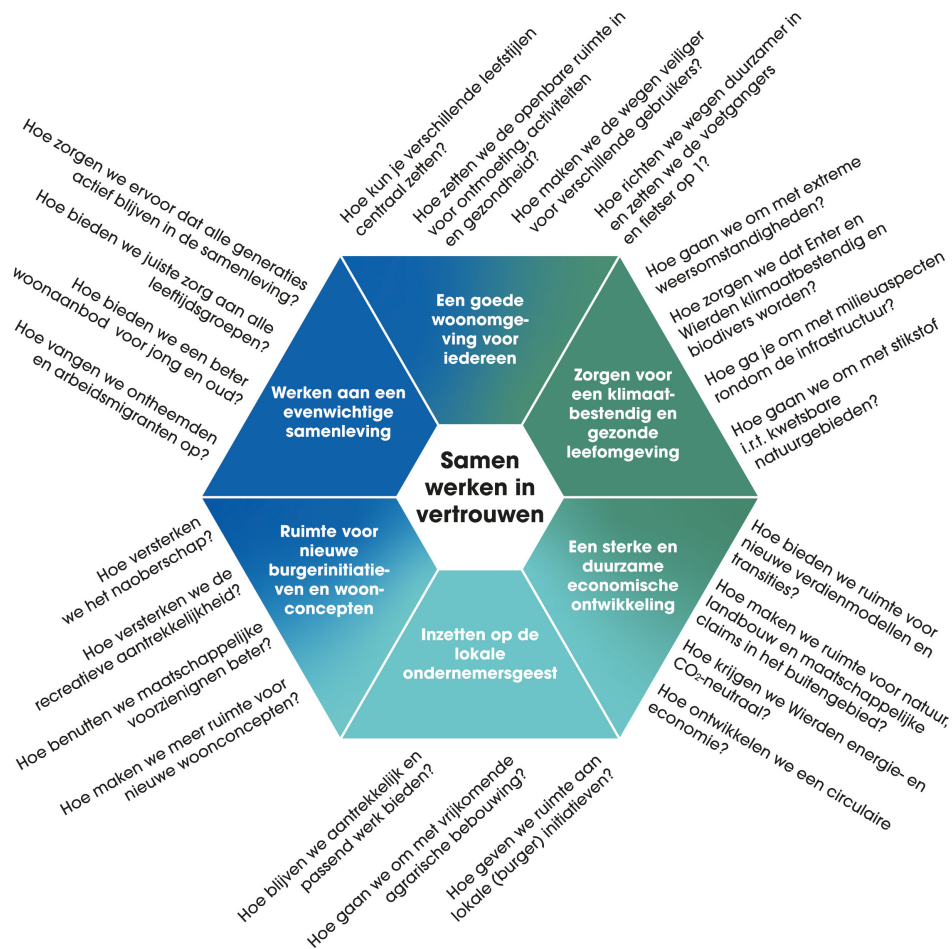 Hoe kun je verschillende leefstijlen
centraal zetten?
Hoe zetten we de openbare ruimte in
voor ontmoeting, activiteiten
en gezondheid?
Hoe maken we de wegen veiliger
voor verschillende gebruikers?
Hoe richten we wegen duurzamer in
en zetten we de voetgangers
en fietser op 1?
Hoe gaan we om met extreme
weersomstandigheden?
Hoe zorgen we dat Enter en
Wierden klimaatbestendig en
biodivers worden?
Hoe ga je om met milieuaspecten
rondom de infrastructuur?
Hoe gaan we om met stikstof
i.r.t. kwetsbare
natuurgebieden?
Hoe bieden we ruimte voor
nieuwe verdienmodellen en
transities?
Hoe maken we ruimte voor natuur,
landbouw en maatschappelijke
claims in het buitengebied?
Hoe krijgen we Wierden energie- en
CO₂-neutraal?
Hoe ontwikkelen we een circulaire
economie?
Hoe geven we ruimte aan
lokale (burger) initiatieven?
Hoe gaan we om met vrijkomende
agrarische bebouwing?
Hoe blijven we aantrekkelijk en
passend werk bieden?
Hoe maken we meer ruimte voor
nieuwe woonconcepten?
Hoe benutten we maatschappelijke
voorzienignen beter?
Hoe versterken we de
recreatieve aantrekkelijkheid?
Hoe versterken
we het naoberschap?
Hoe vangen we ontheemden
en arbeidsmigranten op?
Hoe bieden we een beter
woonaanbod voor jong en oud?
Hoe bieden we juiste zorg aan alle
leeftijdsgroepen?
Hoe zorgen we ervoor dat alle generaties
actief blijven in de samenleving?
Een goede
woonomge-
ving voor
iedereen
Zorgen voor
een klimaat-
bestendig en
gezonde
leefomgeving
Een sterke en
duurzame
economische
ontwikkeling
Inzetten op de
lokale
ondernemersgeest
Ruimte voor
nieuwe
burgerinitiatie-
ven en woon-
concepten
Werken aan een
evenwichtige
samenleving
Samen
werken in
vertrouwen